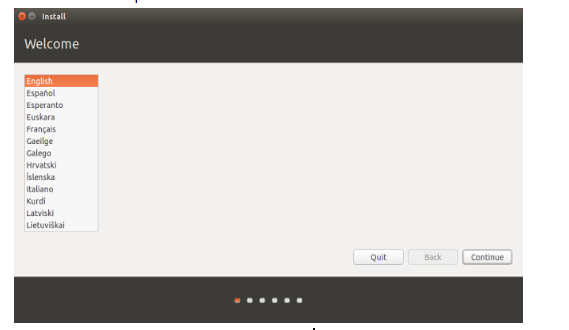 Install
Welcome
English
Español
Esperanto
Euskara
Français
Gaeilge
Galego
Hrvatski
Íslenska
Italiano
Kurdî
Latviski
Lietuviškai
Quit
Back
Continue